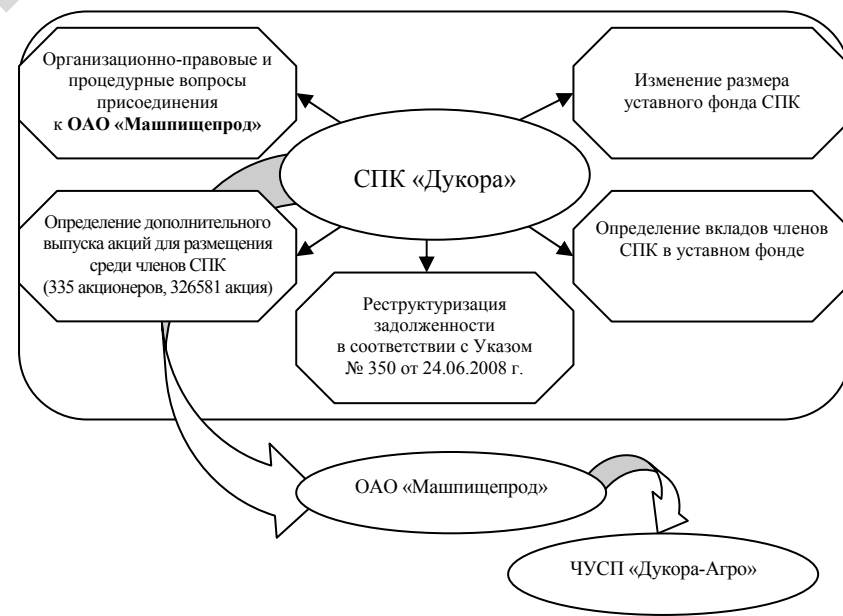 Организационно-правовые и
процедурные вопросы
присоединения
к ОАО «Машпищепрод»
Изменение размера
уставного фонда СПК
СПК «Дукора»
Определение дополнительного
выпуска акций для размещения
среди членов СПК
(335 акционеров, 326581 акция)
Определение вкладов членов
СПК в уставном фонде
Реструктуризация
задолженности
в соответствии с Указом
№ 350 от 24.06.2008 г.
ОАО «Машпищепрод»
ЧУСП «Дукора-Агро»